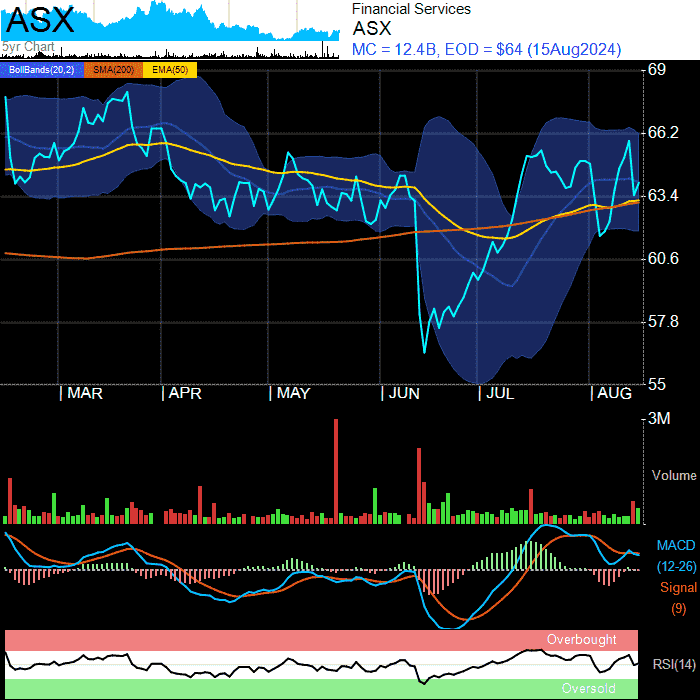 ASX
5yr Chart
Financial Services
ASX
MC = 12.4B, EOD = $64 (15Aug2024)
BollBands(20,2) SMA(200) EMA(50)
69
66.2
63.4
60.6
57.8
55
| MAR | APR | MAY | JUN | JUL | AUG
3M
Volume
MACD
(12-26)
Signal
(9)
Overbought
RSI(14)
Oversold